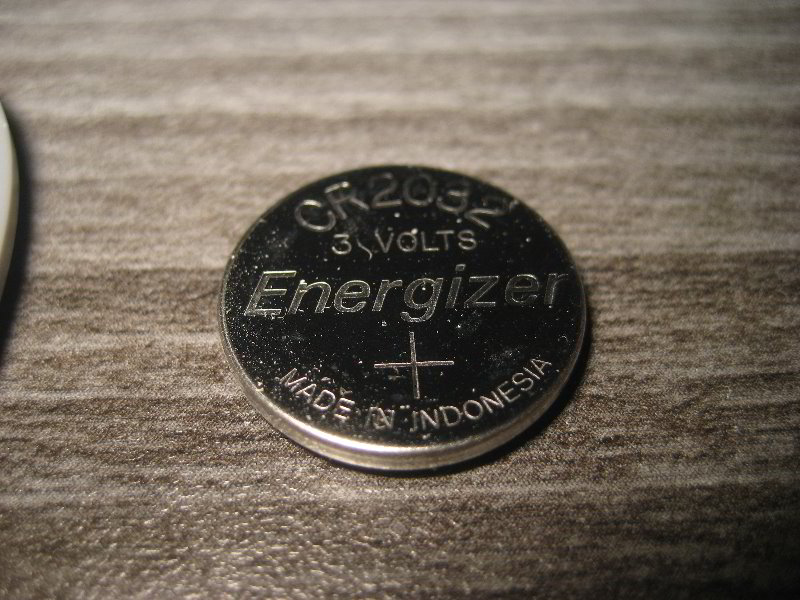 CR2032
3 VOLTS
Energizer
+
MADE IN INDONESIA